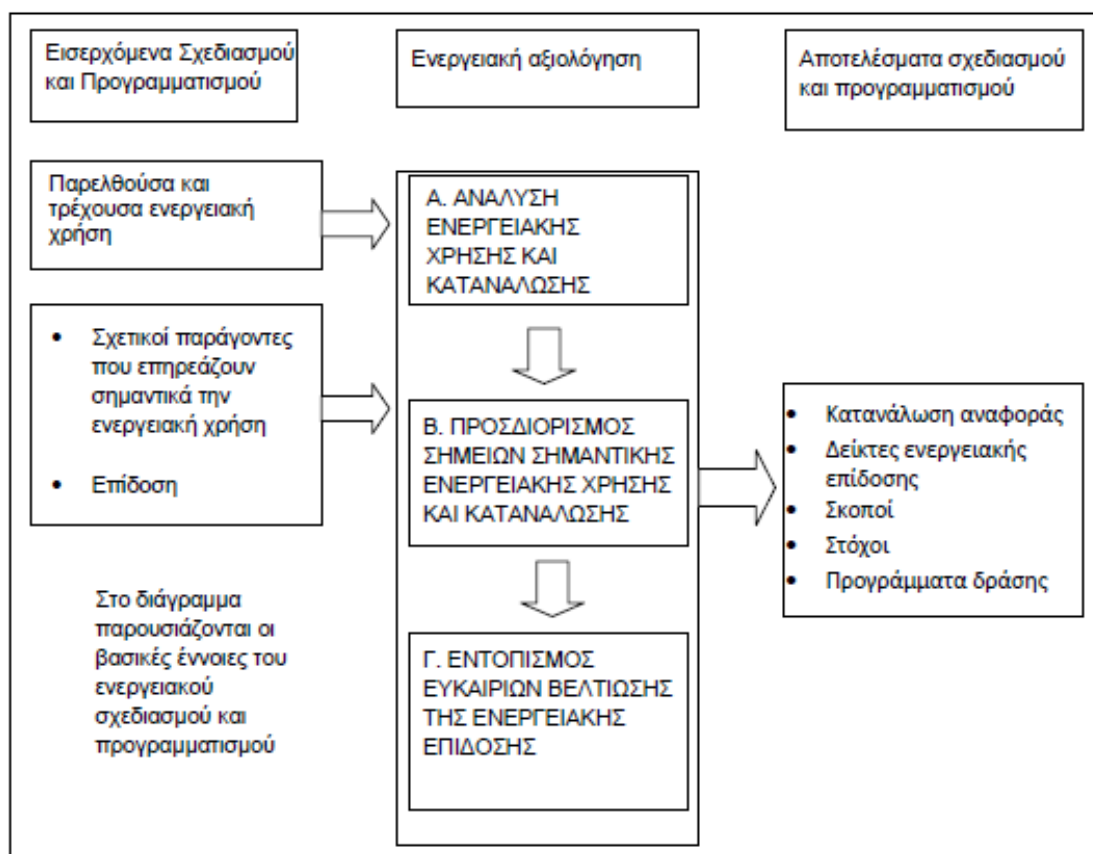 Εισερχόμενα Σχεδιασμού
και Προγραμματισμού
Ενεργειακή αξιολόγηση
Αποτελέσματα σχεδιασμού
και προγραμματισμού
Παρελθούσα και
τρέχουσα ενεργειακή
χρήση
Α. ΑΝΑΛΥΣΗ
ΕΝΕΡΓΕΙΑΚΗΣ
ΧΡΗΣΗΣ ΚΑΙ
ΚΑΤΑΝΑΛΩΣΗΣ
• Σχετικοί παράγοντες
που επηρεάζουν
σημαντικά την
ενεργειακή χρήση
• Επίδοση
Β. ΠΡΟΣΔΙΟΡΙΣΜΟΣ
ΣΗΜΕΙΩΝ ΣΗΜΑΝΤΙΚΗΣ
ΕΝΕΡΓΕΙΑΚΗΣ ΧΡΗΣΗΣ
ΚΑΙ ΚΑΤΑΝΑΛΩΣΗΣ
• Κατανάλωση αναφοράς
• Δείκτες ενεργειακής
επίδοσης
• Σκοποί
• Στόχοι
• Προγράμματα δράσης
Στο διάγραμμα
παρουσιάζονται οι
βασικές έννοιες του
ενεργειακού
σχεδιασμού και
προγραμματισμού
Γ. ΕΝΤΟΠΙΣΜΟΣ
ΕΥΚΑΙΡΙΩΝ ΒΕΛΤΙΩΣΗΣ
ΤΗΣ ΕΝΕΡΓΕΙΑΚΗΣ
ΕΠΙΔΟΣΗΣ